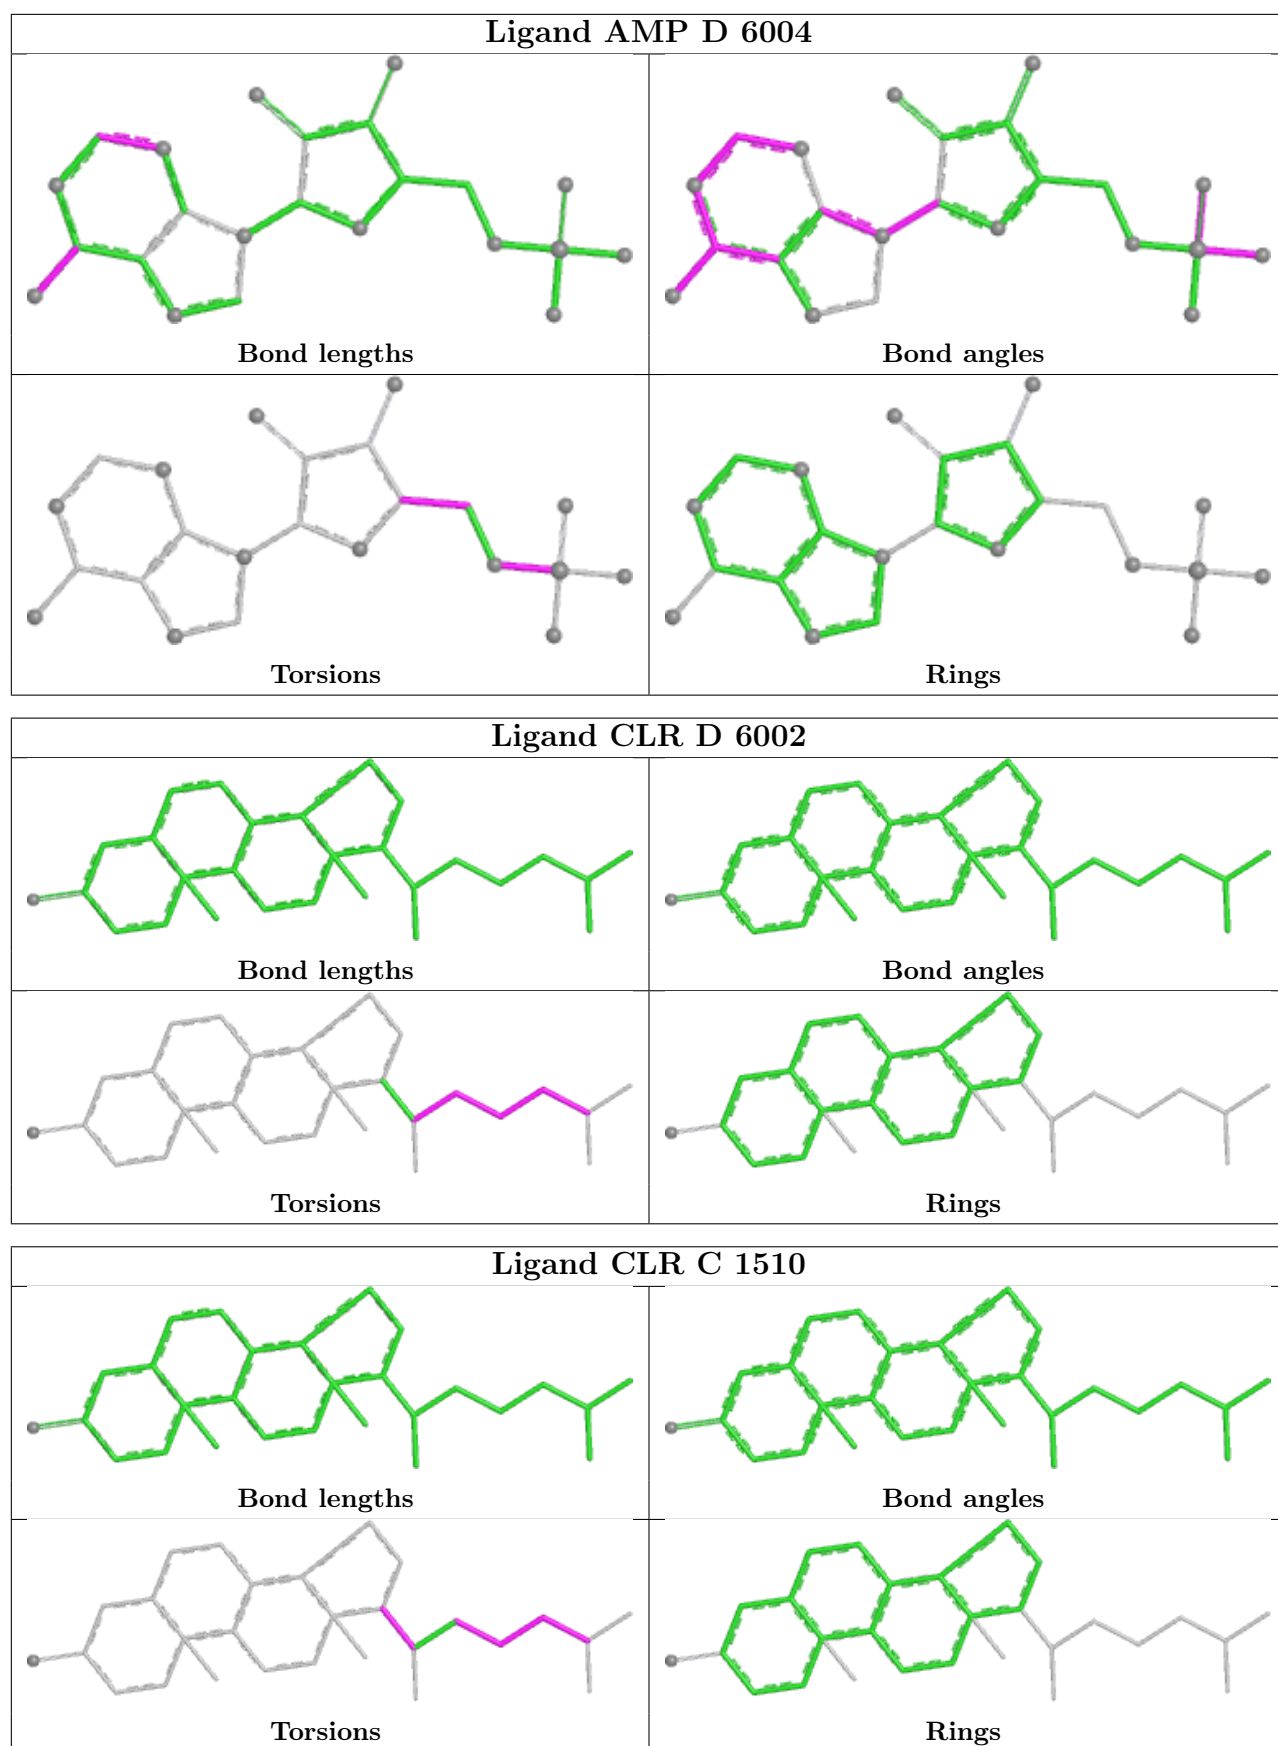 Ligand AMP D 6004
Bond lengths
Bond angles
Torsions
Rings
Ligand CLR D 6002
Bond lengths
Bond angles
Torsions
Rings
Ligand CLR C 1510
Bond lengths
Bond angles
Torsions
Rings